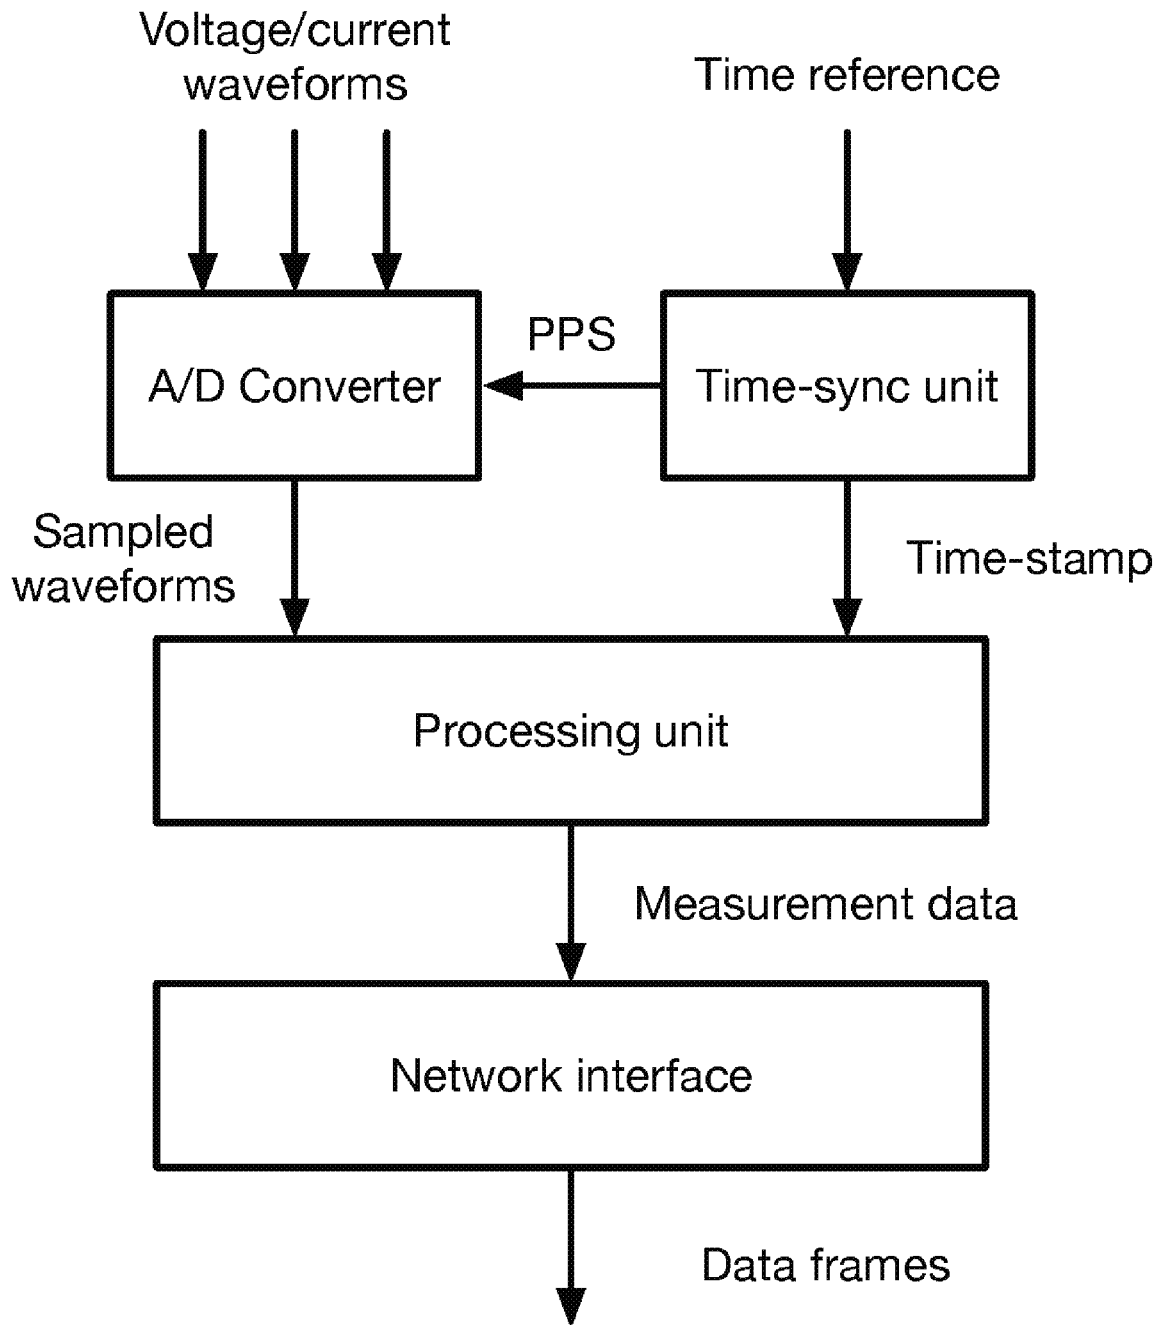 Voltage/current
waveforms
Time reference
PPS
A/D Converter
Time-sync unit
Sampled
waveforms
Time-stamp
Processing unit
Measurement data
Network interface
Data frames